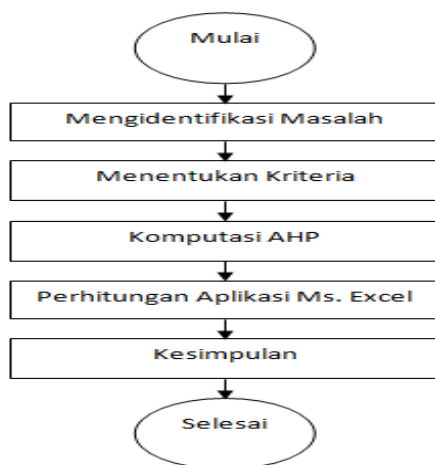 Mulai
Mengidentifikasi Masalah
Menentukan Kriteria
Komputasi AHP
Perhitungan Aplikasi Ms. Excel
Kesimpulan
Selesai